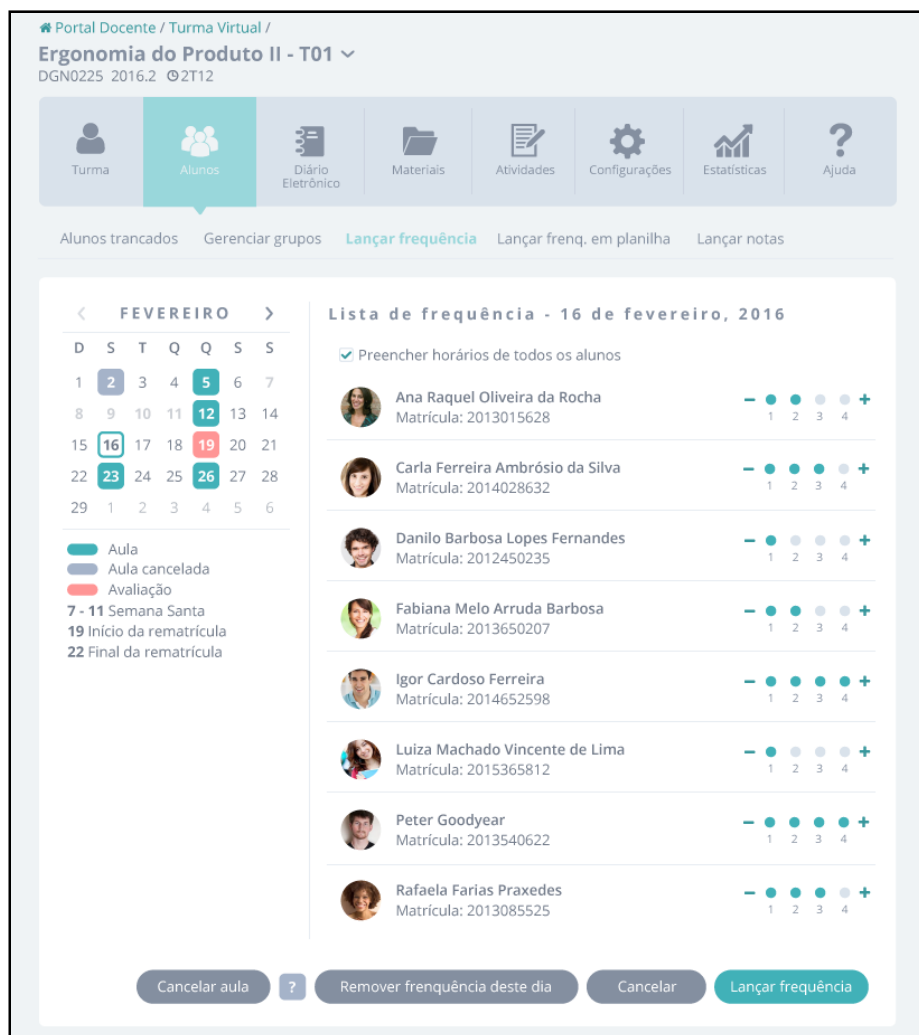 Portal Docente / Turma Virtual /
Ergonomia do Produto II - T01
DGN0225 2016.2 2T12
Turma
Alunos
Diário
Eletrônico
Materiais
Atividades
Configurações
Estatísticas
Ajuda
Alunos trancados Gerenciar grupos Lançar frequência Lançar frenq. em planilha Lançar notas
< FEVEREIRO >
D S T Q Q S S
1 2 3 4 5 6 7
8 9 10 11 12 13 14
15 16 17 18 19 20 21
22 23 24 25 26 27 28
29 1 2 3 4 5 6
Aula
Aula cancelada
Avaliação
7 - 11 Semana Santa
19 Início da rematrícula
22 Final da rematrícula
Lista de frequência - 16 de fevereiro, 2016
Preencher horários de todos os alunos
Ana Raquel Oliveira da Rocha
Matrícula: 2013015628
1 2 3 4
Carla Ferreira Ambrósio da Silva
Matrícula: 2014028632
1 2 3 4
Danilo Barbosa Lopes Fernandes
Matrícula: 2012450235
1 2 3 4
Fabiana Melo Arruda Barbosa
Matrícula: 2013650207
1 2 3 4
Igor Cardoso Ferreira
Matrícula: 2014652598
1 2 3 4
Luiza Machado Vincente de Lima
Matrícula: 2015365812
1 2 3 4
Peter Goodyear
Matrícula: 2013540622
1 2 3 4
Rafaela Farias Praxedes
Matrícula: 2013085525
1 2 3 4
Cancelar aula ? Remover frenquência deste dia Cancelar Lançar frequência